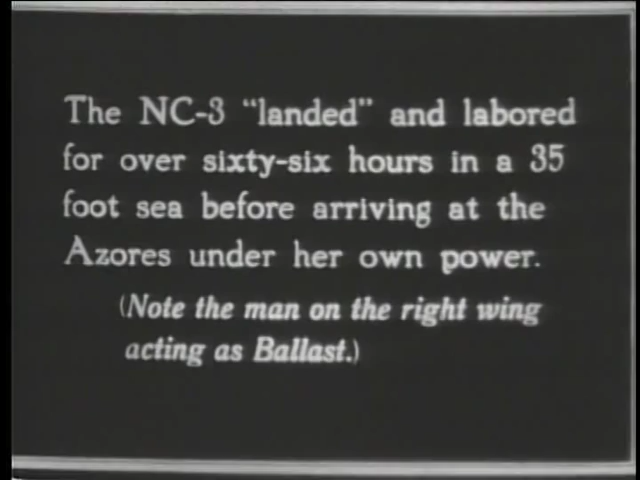 The NC-3 "landed" and labored
for over sixty-six hours in a 35
foot sea before arriving at the
Azores under her own power.
(Note the man on the right wing
acting as Ballast.)